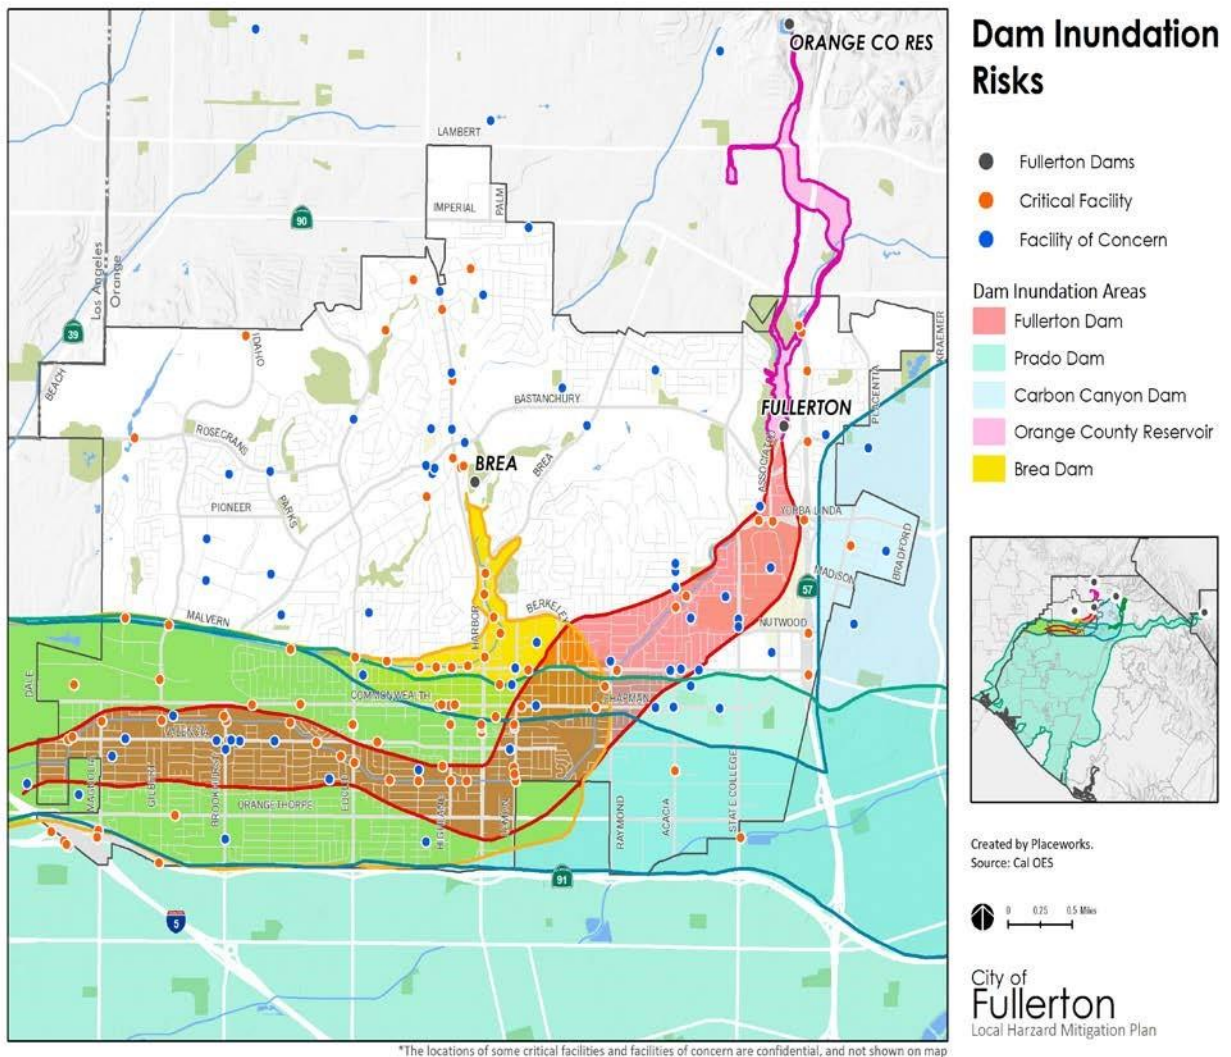 Dam Inundation
Risks
Fullerton Dams
Critical Facility
Facility of Concern
Dam Inundation Areas
Fullerton Dam
Prado Dam
Carbon Canyon Dam
Orange County Reservoir
Brea Dam
ORANGE CO RES
LAMBERT
IMPERIAL
PALM
90
Los Angeles
Orange
39
BEACH
IDAHO
KRAEMER
PLACENTIA
BASTANCHURY
FULLERTON
ROSECRANS
BREA
BREA
ASSOCIATED
PARKS
PIONEER
YORBA LINDA
BRADFORD
MADISON
57
MALVERN
HARBOR
BERKELEY
NUTWOOD
DALE
COMMONWEALTH
CHAPMAN
VALENCIA
MAGNOLIA
GILBERT
BROOKHURST
EUCLID
HIGHLAND
LEMON
ORANGETHORPE
RAYMOND
ACACIA
STATE COLLEGE
91
5
Created by Placeworks.
Source: Cal OES
0 0.25 0.5 Miles
City of
Fullerton
Local Harzard Mitigation Plan
*The locations of some critical facilities and facilities of concern are confidential, and not shown on map